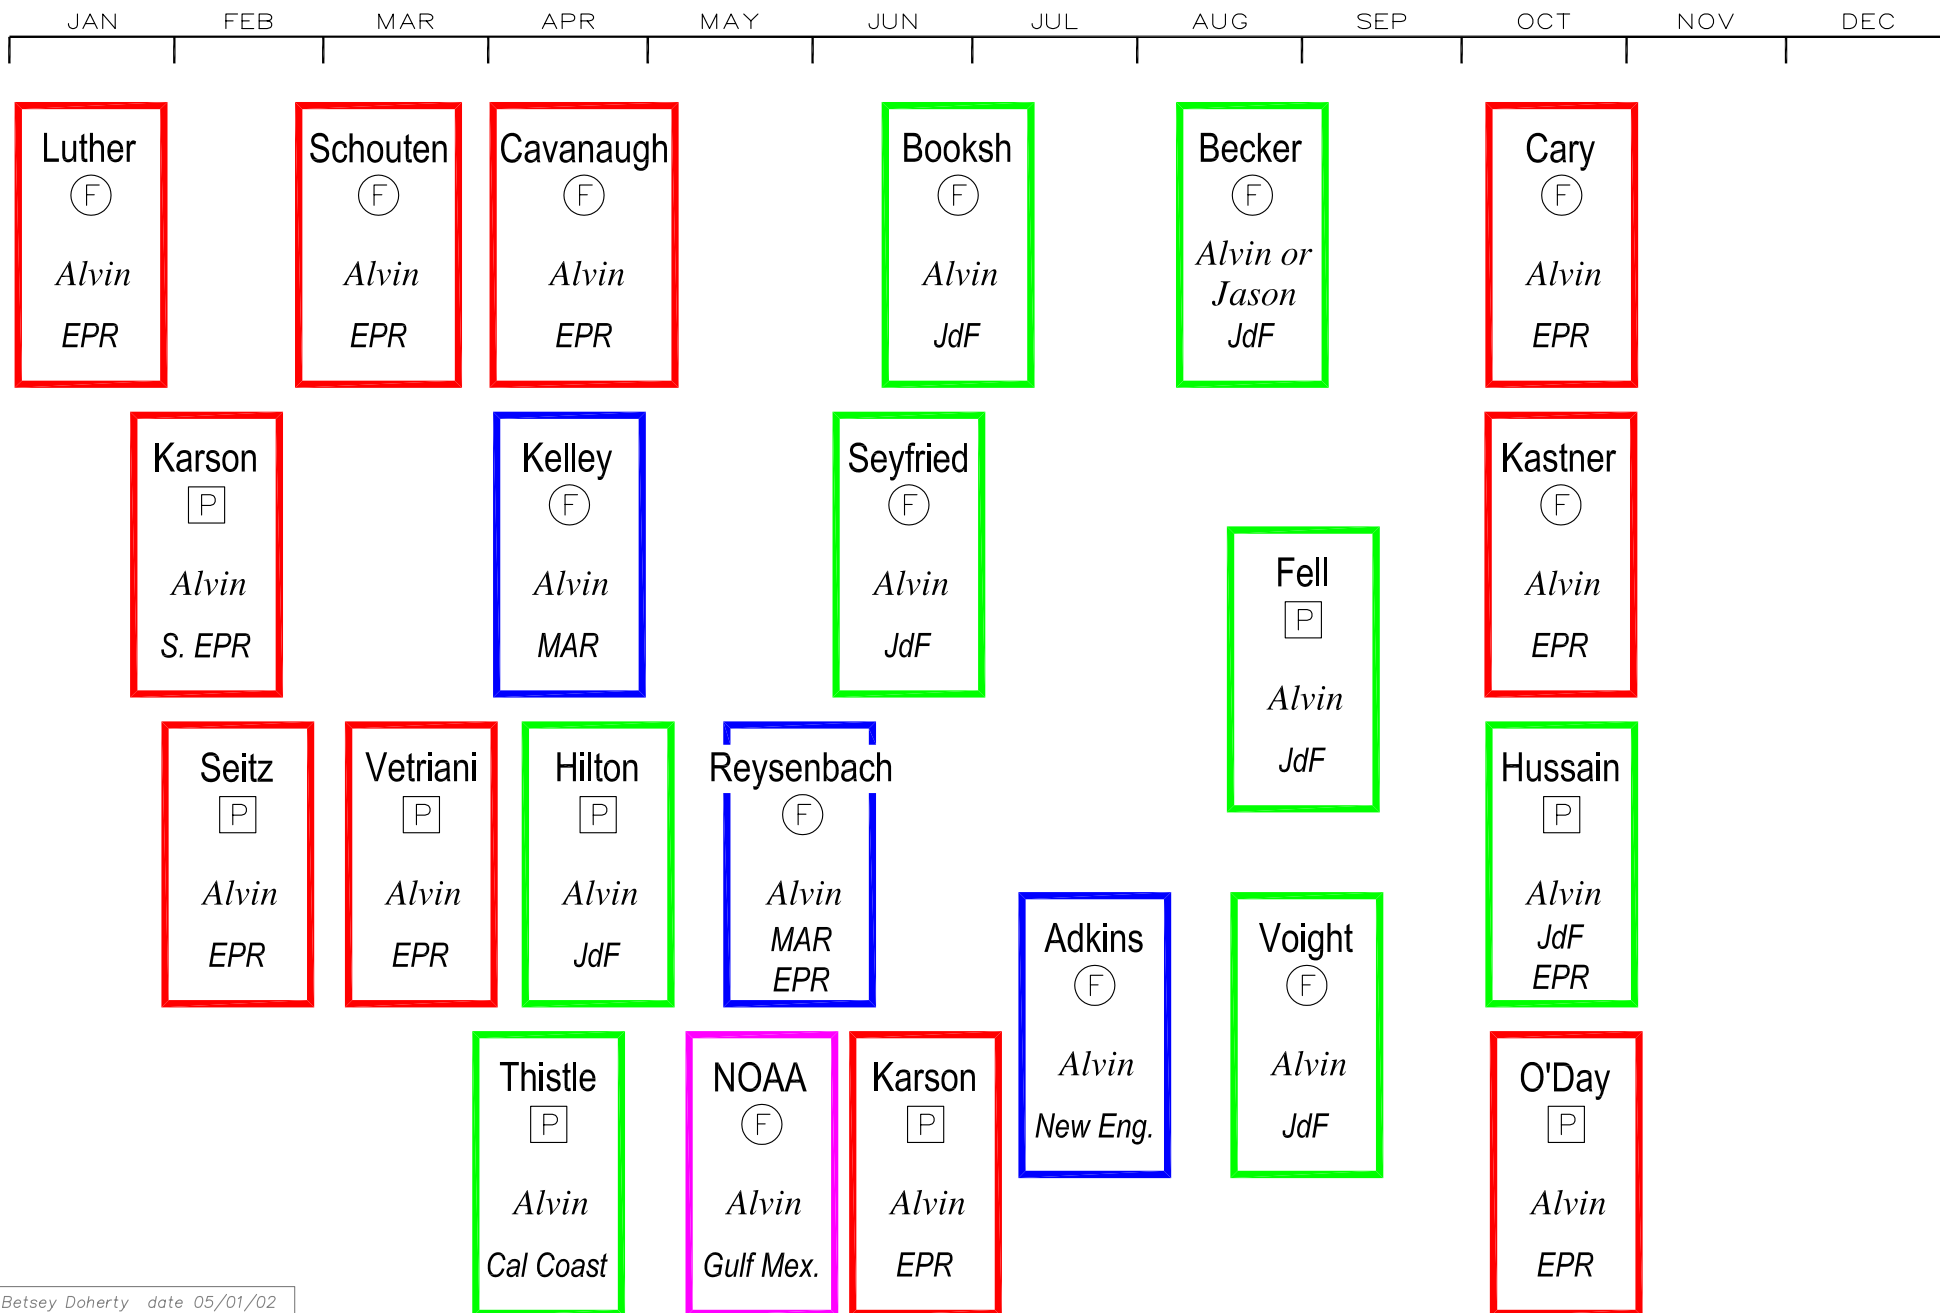 JAN FEB MAR APR MAY JUN JUL AUG SEP OCT NOV DEC
Luther
F
Alvin
EPR
Schouten
F
Alvin
EPR
Cavanaugh
F
Alvin
EPR
Booksh
F
Alvin
JdF
Becker
F
Alvin or
Jason
JdF
Cary
F
Alvin
EPR
Karson
P
Alvin
S. EPR
Kelley
F
Alvin
MAR
Seyfried
F
Alvin
JdF
Fell
P
Alvin
JdF
Kastner
F
Alvin
EPR
Seitz
P
Alvin
EPR
Vetriani
P
Alvin
EPR
Hilton
P
Alvin
JdF
Reysenbach
F
Alvin
MAR
EPR
Adkins
F
Alvin
New Eng.
Voight
F
Alvin
JdF
Hussain
P
Alvin
JdF
EPR
Thistle
P
Alvin
Cal Coast
NOAA
F
Alvin
Gulf Mex.
Karson
P
Alvin
EPR
O'Day
P
Alvin
EPR
Betsey Doherty date 05/01/02